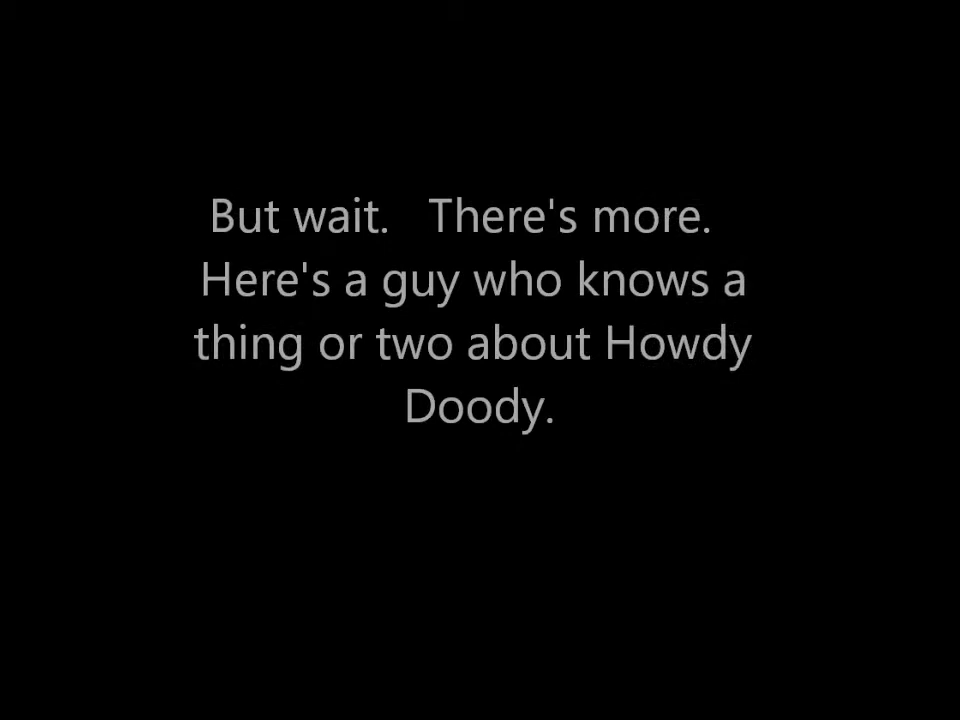 But wait.   There's more.
Here's a guy who knows a
thing or two about Howdy
Doody.